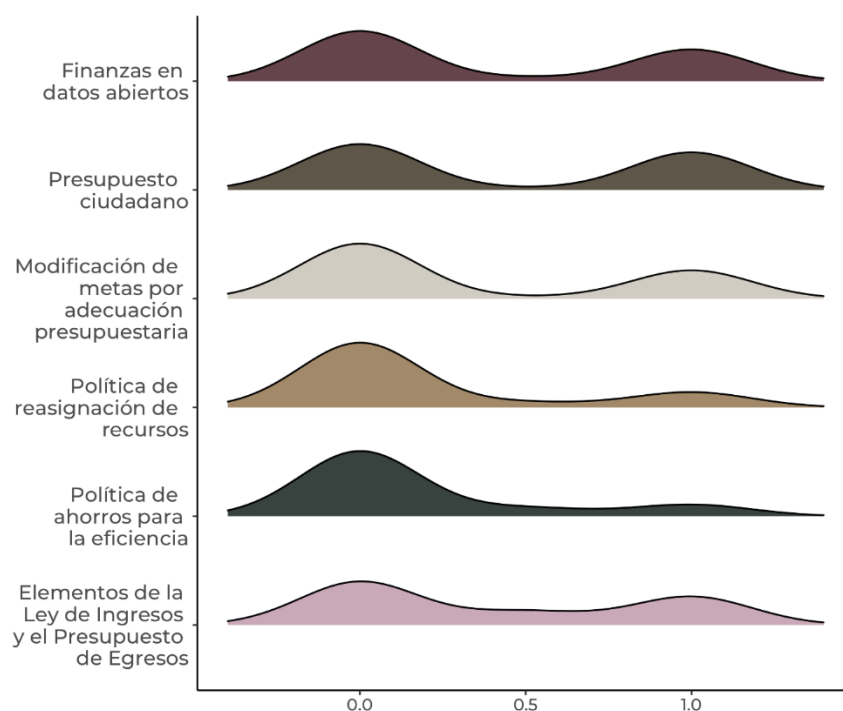 Finanzas en
datos abiertos
Presupuesto
ciudadano
Modificación de
metas por
adecuación
presupuestaria
Política de
reasignación de
recursos
Política de
ahorros para
la eficiencia
Elementos de la
Ley de Ingresos
y el Presupuesto
de Egresos
0.0 0.5 1.0